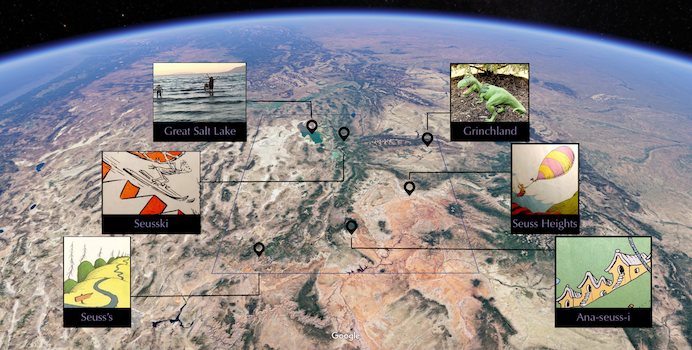 Great Salt Lake
Grinchland
Seusski
Seuss Heights
Seuss's
Ana-seuss-i
Google